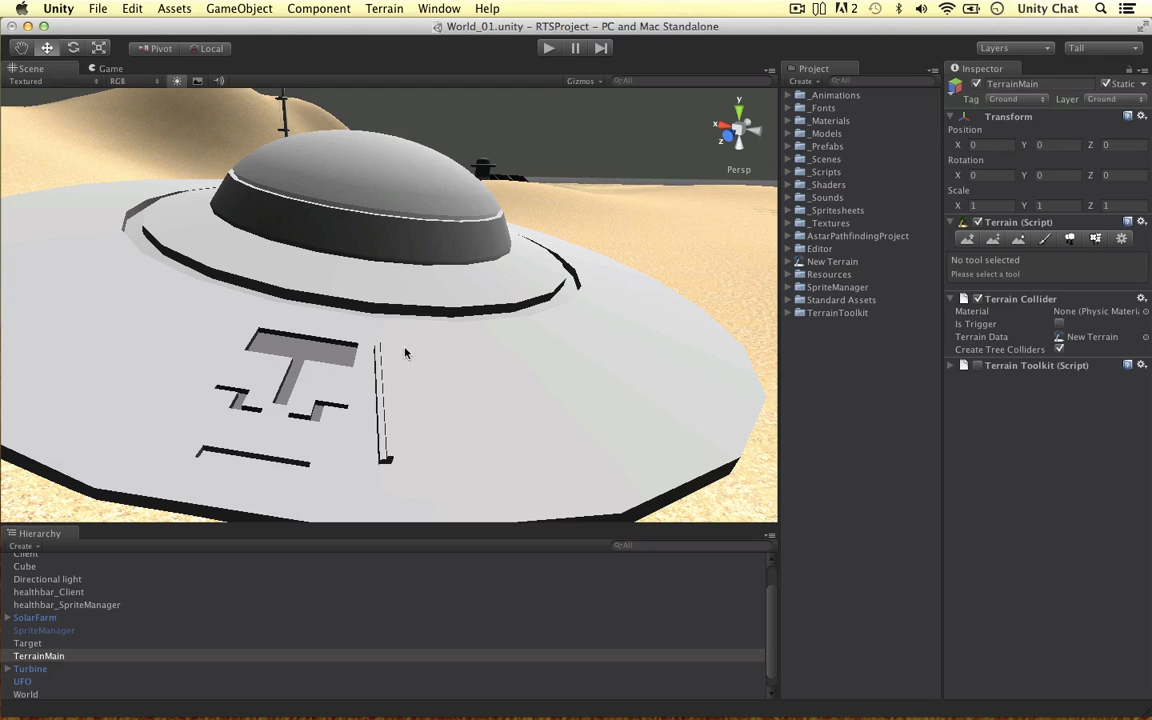 Unity File Edit Assets GameObject Component Terrain Window Help 2 Unity Chat
World_01.unity - RTSProject - PC and Mac Standalone
Pivot Local Layers Tall
Scene Game Project Inspector
Textured RGB Gizmos All Create All
TerrainMain Static
Tag Ground Layer Ground
Transform
Position
X 0 Y 0 Z 0
Rotation
X 0 Y 0 Z 0
Scale
X 1 Y 1 Z 1
Terrain (Script)
No tool selected
Please select a tool
Terrain Collider
Material None (Physic Materi
Is Trigger
Terrain Data New Terrain
Create Tree Colliders
Terrain Toolkit (Script)
_Animations
_Fonts
_Materials
_Models
_Prefabs
_Scenes
_Scripts
_Shaders
_Sounds
_Spritesheets
_Textures
AstarPathfindingProject
Editor
New Terrain
Resources
SpriteManager
Standard Assets
TerrainToolkit
y
x
z
Persp
Hierarchy
Create All
Client
Cube
Directional light
healthbar_Client
healthbar_SpriteManager
SolarFarm
SpriteManager
Target
TerrainMain
Turbine
UFO
World